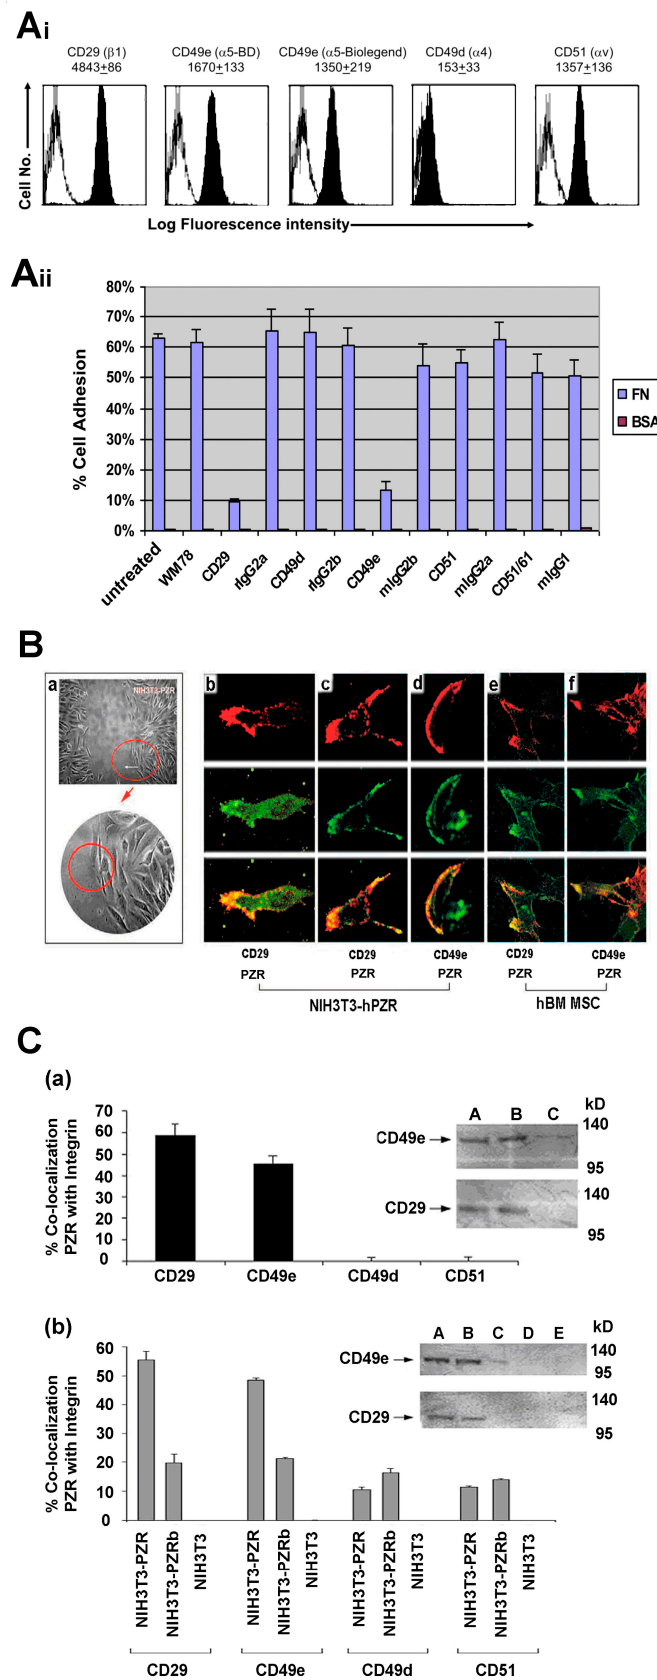 Ai
CD29 (β1) CD49e (α5-BD) CD49e (α5-Biolegend) CD49d (α4) CD51 (αv)
4843±86 1670±133 1350±219 153±33 1357±136
Cell No.
Log Fluorescence intensity
Aii
% Cell Adhesion
80%
70%
60%
50%
40%
30%
20%
10%
0%
FN
BSA
untreated WM78 CD29 rIgG2a CD49d rIgG2b CD49e mIgG2b CD51 mIgG2a CD51/61 mIgG1
B
a b c d e f
NIH3T3-PZR
CD29 CD29 CD49e CD29 CD49e
PZR PZR PZR PZR PZR
NIH3T3-hPZR hBM MSC
C
(a)
% Co-localization
PZR with Integrin
70
60
50
40
30
20
10
0
CD29 CD49e CD49d CD51
A B C kD
CD49e 140
95
CD29 140
95
(b)
% Co-localization
PZR with Integrin
60
50
40
30
20
10
0
A B C D E kD
CD49e 140
95
CD29 140
95
NIH3T3-PZR NIH3T3-PZRb NIH3T3 NIH3T3-PZR NIH3T3-PZRb NIH3T3 NIH3T3-PZR NIH3T3-PZRb NIH3T3 NIH3T3-PZR NIH3T3-PZRb NIH3T3
CD29 CD49e CD49d CD51